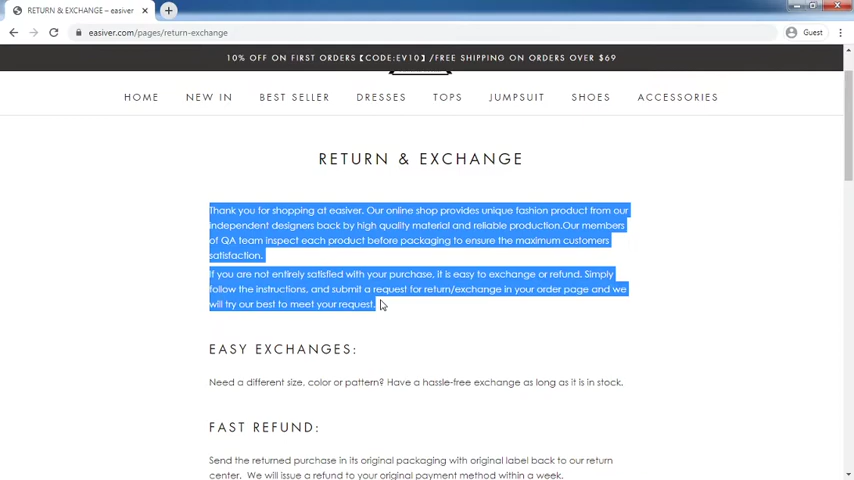 RETURN & EXCHANGE – easiver
easiver.com/pages/return-exchange
Guest
10% OFF ON FIRST ORDERS【CODE:EV10】/FREE SHIPPING ON ORDERS OVER $69
HOME NEW IN BEST SELLER DRESSES TOPS JUMPSUIT SHOES ACCESSORIES
RETURN & EXCHANGE
Thank you for shopping at easiver. Our online shop provides unique fashion product from our
independent designers back by high quality material and reliable production.Our members
of QA team inspect each product before packaging to ensure the maximum customers
satisfaction.
If you are not entirely satisfied with your purchase, it is easy to exchange or refund. Simply
follow the instructions, and submit a request for return/exchange in your order page and we
will try our best to meet your request.
EASY EXCHANGES:
Need a different size, color or pattern? Have a hassle-free exchange as long as it is in stock.
FAST REFUND:
Send the returned purchase in its original packaging with original label back to our return
center. We will issue a refund to your original payment method within a week.